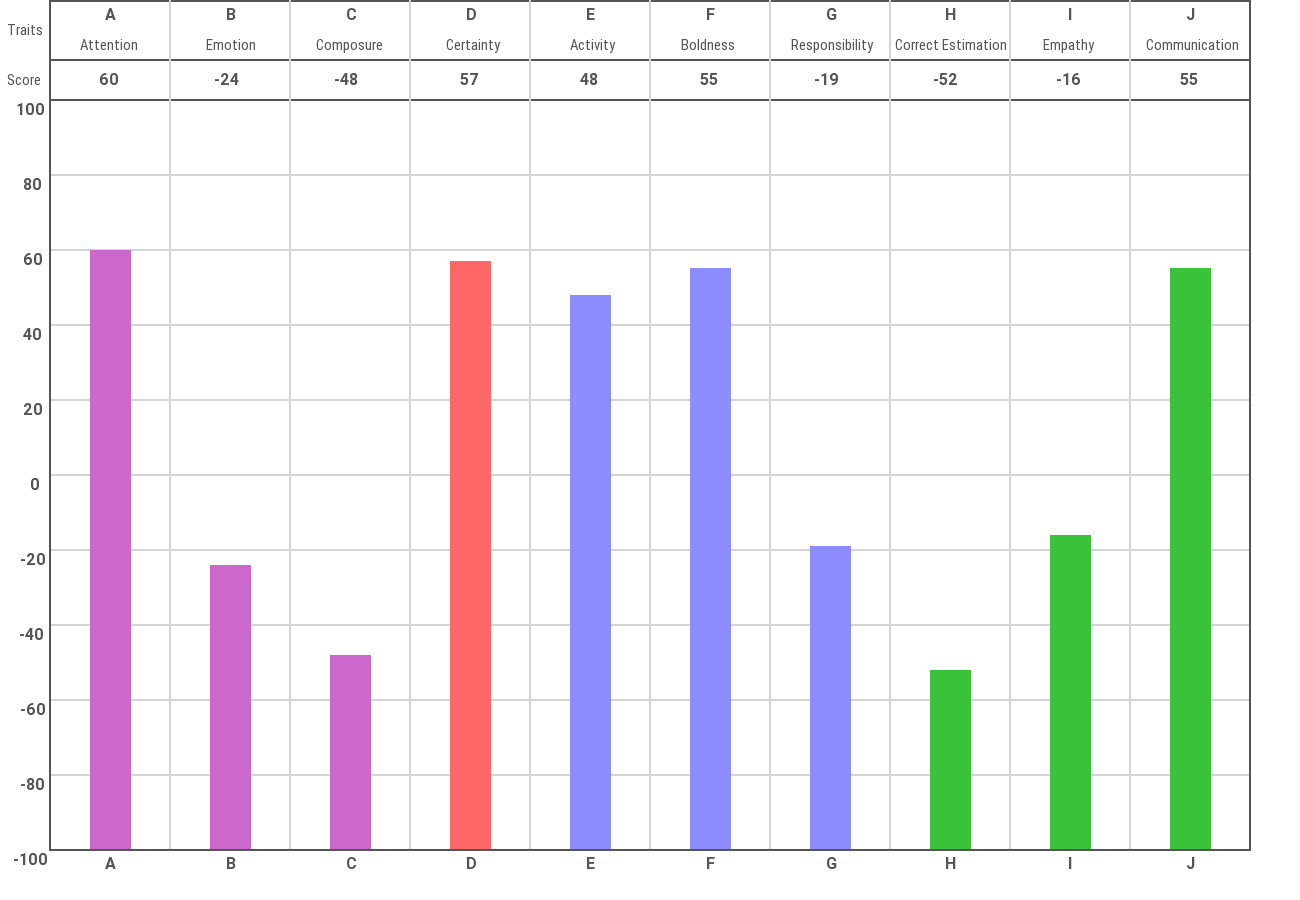 A B C D E F G H I J
Traits
Attention Emotion Composure Certainty Activity Boldness Responsibility Correct Estimation Empathy Communication
Score 60 -24 -48 57 48 55 -19 -52 -16 55
100
80
60
40
20
0
-20
-40
-60
-80
-100
A B C D E F G H I J